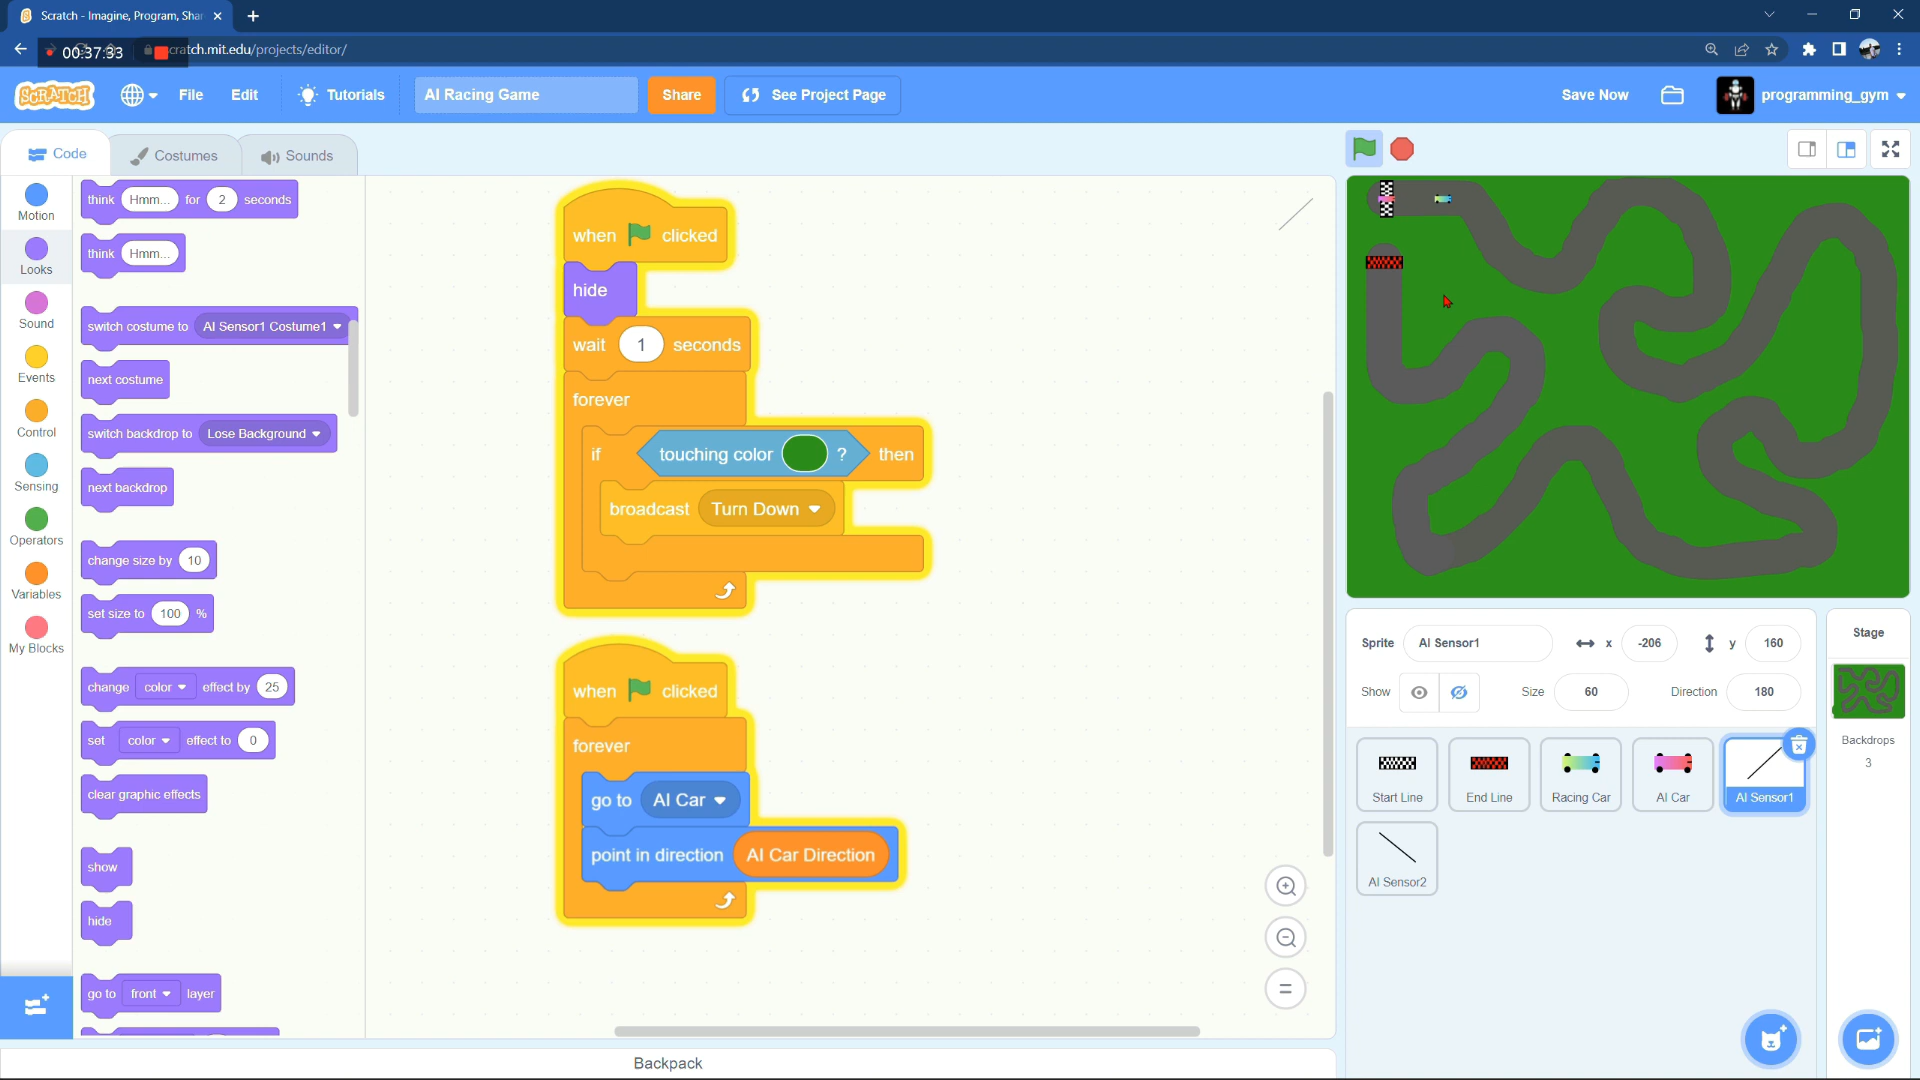 Scratch - Imagine, Program, Shar
00:37:33
cratch.mit.edu/projects/editor/
SCRATCH
File
Edit
Tutorials
AI Racing Game
Share
See Project Page
Save Now
programming_gym
Code
Costumes
Sounds
Motion
Looks
Sound
Events
Control
Sensing
Operators
Variables
My Blocks
think Hmm... for 2 seconds
think Hmm...
switch costume to AI Sensor1 Costume1
next costume
switch backdrop to Lose Background
next backdrop
change size by 10
set size to 100 %
change color effect by 25
set color effect to 0
clear graphic effects
show
hide
go to front layer
when clicked
hide
wait 1 seconds
forever
if touching color ? then
broadcast Turn Down
when clicked
forever
go to AI Car
point in direction AI Car Direction
Backpack
Sprite AI Sensor1 x -206 y 160
Show Size 60 Direction 180
Start Line
End Line
Racing Car
AI Car
AI Sensor1
AI Sensor2
Stage
Backdrops
3